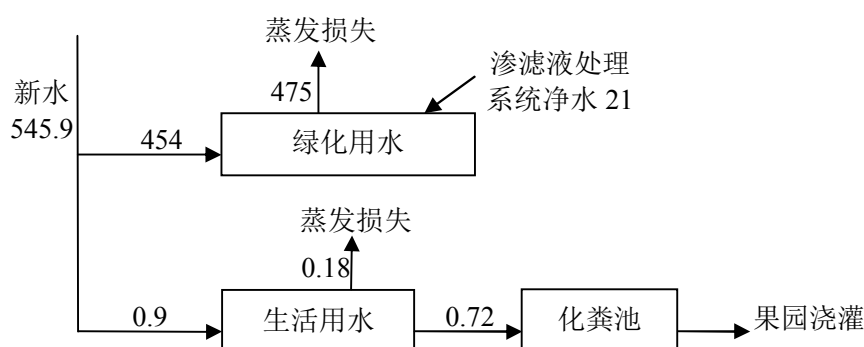 蒸发损失
渗滤液处理
系统净水 21
475
新水
545.9
454
绿化用水
蒸发损失
0.18
0.9
生活用水
0.72
化粪池
果园浇灌